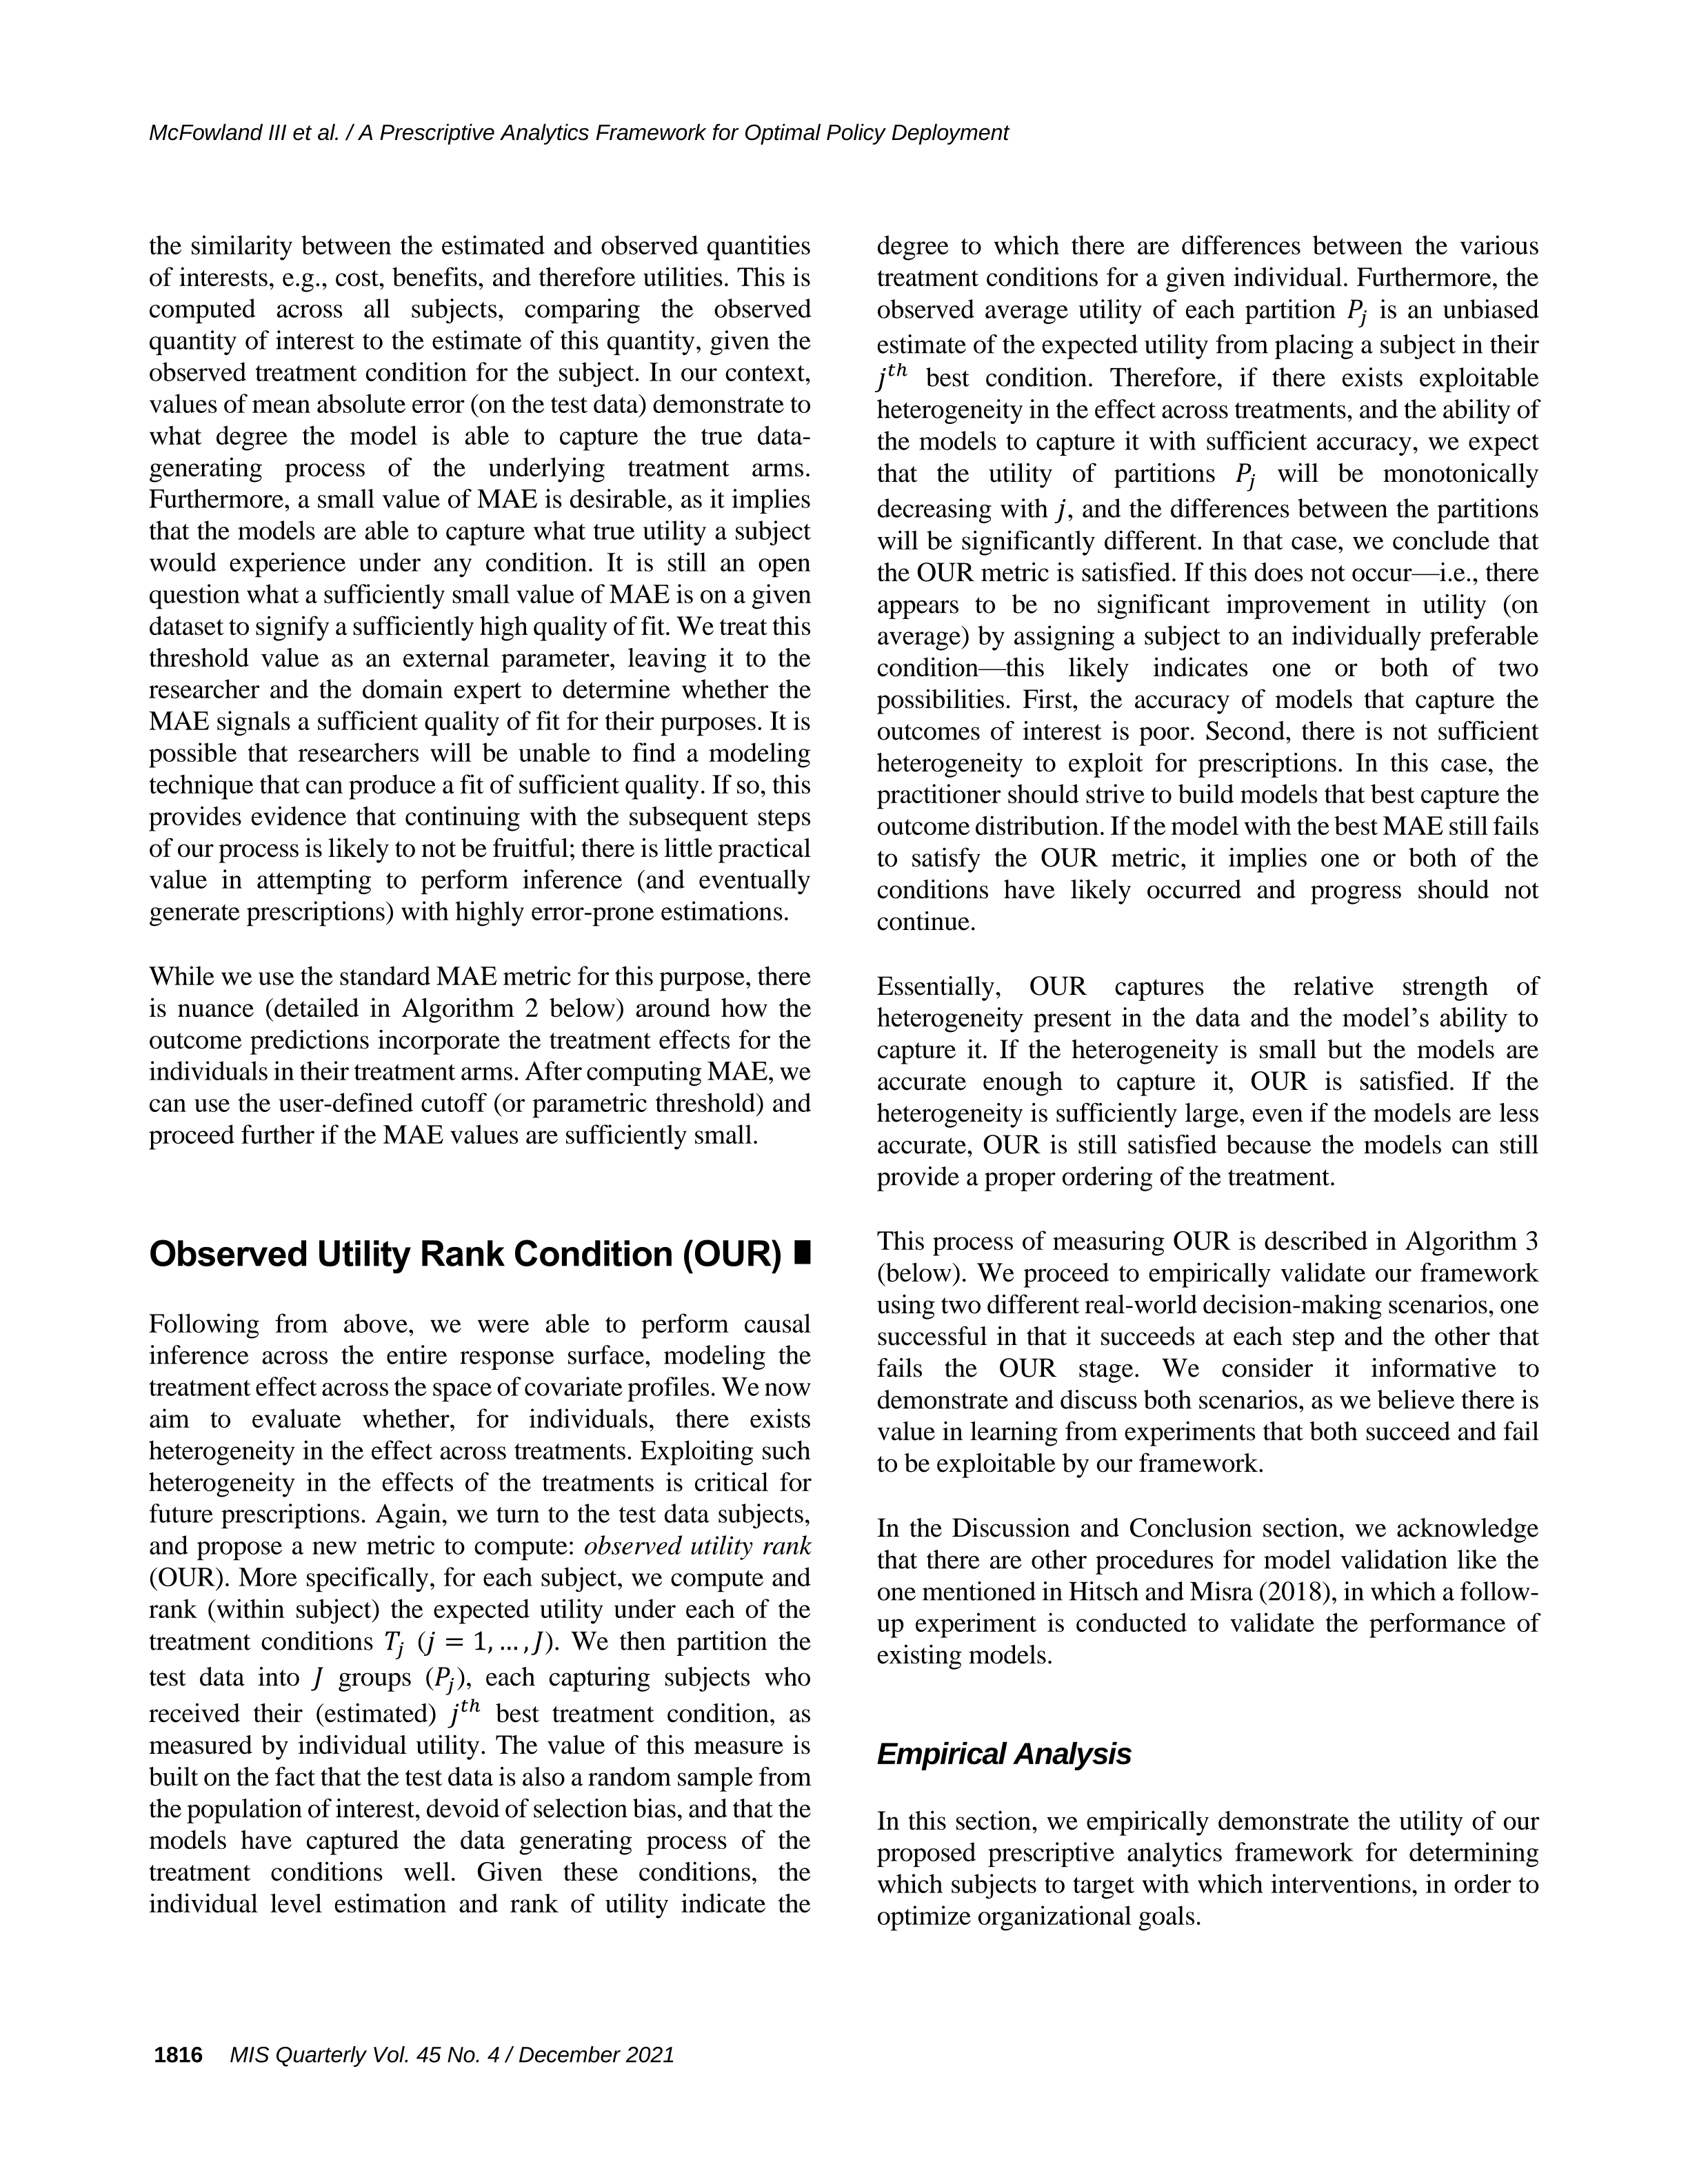 McFowland III et al. / A Prescriptive Analytics Framework for Optimal Policy Deployment
the similarity between the estimated and observed quantities
of interests, e.g., cost, benefits, and therefore utilities. This is
computed across all subjects, comparing the observed
quantity of interest to the estimate of this quantity, given the
observed treatment condition for the subject. In our context,
values of mean absolute error (on the test data) demonstrate to
what degree the model is able to capture the true data-
generating process of the underlying treatment arms.
Furthermore, a small value of MAE is desirable, as it implies
that the models are able to capture what true utility a subject
would experience under any condition. It is still an open
question what a sufficiently small value of MAE is on a given
dataset to signify a sufficiently high quality of fit. We treat this
threshold value as an external parameter, leaving it to the
researcher and the domain expert to determine whether the
MAE signals a sufficient quality of fit for their purposes. It is
possible that researchers will be unable to find a modeling
technique that can produce a fit of sufficient quality. If so, this
provides evidence that continuing with the subsequent steps
of our process is likely to not be fruitful; there is little practical
value in attempting to perform inference (and eventually
generate prescriptions) with highly error-prone estimations.
While we use the standard MAE metric for this purpose, there
is nuance (detailed in Algorithm 2 below) around how the
outcome predictions incorporate the treatment effects for the
individuals in their treatment arms. After computing MAE, we
can use the user-defined cutoff (or parametric threshold) and
proceed further if the MAE values are sufficiently small.
Observed Utility Rank Condition (OUR)
Following from above, we were able to perform causal
inference across the entire response surface, modeling the
treatment effect across the space of covariate profiles. We now
aim to evaluate whether, for individuals, there exists
heterogeneity in the effect across treatments. Exploiting such
heterogeneity in the effects of the treatments is critical for
future prescriptions. Again, we turn to the test data subjects,
and propose a new metric to compute: observed utility rank
(OUR). More specifically, for each subject, we compute and
rank (within subject) the expected utility under each of the
treatment conditions T_j (j = 1, … , J). We then partition the
test data into J groups (P_j), each capturing subjects who
received their (estimated) j^th best treatment condition, as
measured by individual utility. The value of this measure is
built on the fact that the test data is also a random sample from
the population of interest, devoid of selection bias, and that the
models have captured the data generating process of the
treatment conditions well. Given these conditions, the
individual level estimation and rank of utility indicate the
degree to which there are differences between the various
treatment conditions for a given individual. Furthermore, the
observed average utility of each partition P_j is an unbiased
estimate of the expected utility from placing a subject in their
j^th best condition. Therefore, if there exists exploitable
heterogeneity in the effect across treatments, and the ability of
the models to capture it with sufficient accuracy, we expect
that the utility of partitions P_j will be monotonically
decreasing with j, and the differences between the partitions
will be significantly different. In that case, we conclude that
the OUR metric is satisfied. If this does not occur—i.e., there
appears to be no significant improvement in utility (on
average) by assigning a subject to an individually preferable
condition—this likely indicates one or both of two
possibilities. First, the accuracy of models that capture the
outcomes of interest is poor. Second, there is not sufficient
heterogeneity to exploit for prescriptions. In this case, the
practitioner should strive to build models that best capture the
outcome distribution. If the model with the best MAE still fails
to satisfy the OUR metric, it implies one or both of the
conditions have likely occurred and progress should not
continue.
Essentially, OUR captures the relative strength of
heterogeneity present in the data and the model’s ability to
capture it. If the heterogeneity is small but the models are
accurate enough to capture it, OUR is satisfied. If the
heterogeneity is sufficiently large, even if the models are less
accurate, OUR is still satisfied because the models can still
provide a proper ordering of the treatment.
This process of measuring OUR is described in Algorithm 3
(below). We proceed to empirically validate our framework
using two different real-world decision-making scenarios, one
successful in that it succeeds at each step and the other that
fails the OUR stage. We consider it informative to
demonstrate and discuss both scenarios, as we believe there is
value in learning from experiments that both succeed and fail
to be exploitable by our framework.
In the Discussion and Conclusion section, we acknowledge
that there are other procedures for model validation like the
one mentioned in Hitsch and Misra (2018), in which a follow-
up experiment is conducted to validate the performance of
existing models.
Empirical Analysis
In this section, we empirically demonstrate the utility of our
proposed prescriptive analytics framework for determining
which subjects to target with which interventions, in order to
optimize organizational goals.
1816 MIS Quarterly Vol. 45 No. 4 / December 2021